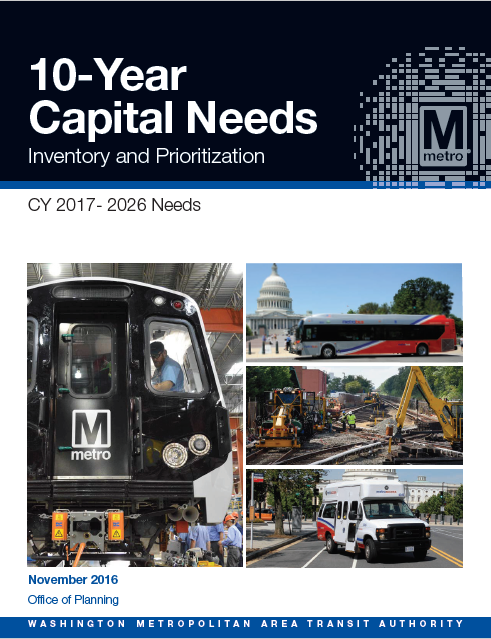 10-Year
Capital Needs
Inventory and Prioritization
M
metro
CY 2017- 2026 Needs
M
metro
November 2016
Office of Planning
WASHINGTON METROPOLITAN AREA TRANSIT AUTHORITY